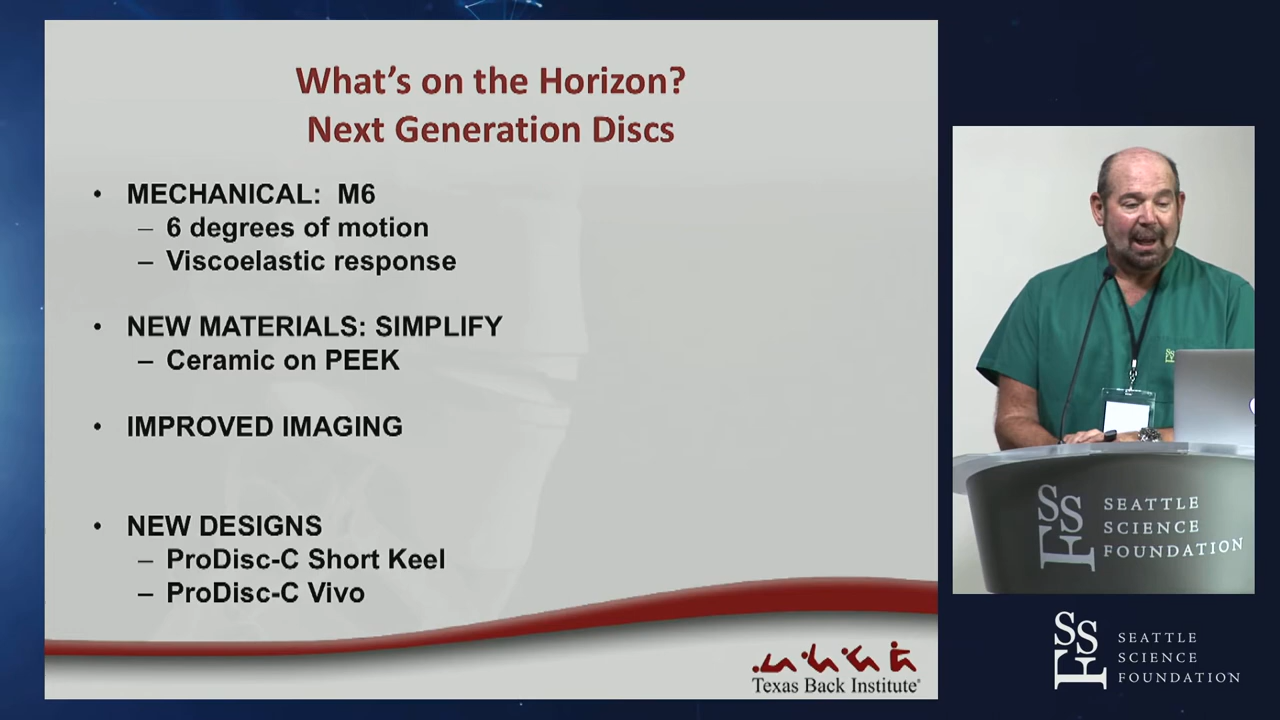 What's on the Horizon?
Next Generation Discs
• MECHANICAL: M6
– 6 degrees of motion
– Viscoelastic response
• NEW MATERIALS: SIMPLIFY
– Ceramic on PEEK
• IMPROVED IMAGING
• NEW DESIGNS
– ProDisc-C Short Keel
– ProDisc-C Vivo
Texas Back Institute®
SSF
SEATTLE
SCIENCE
FOUNDATION
SSF
SEATTLE
SCIENCE
FOUNDATION